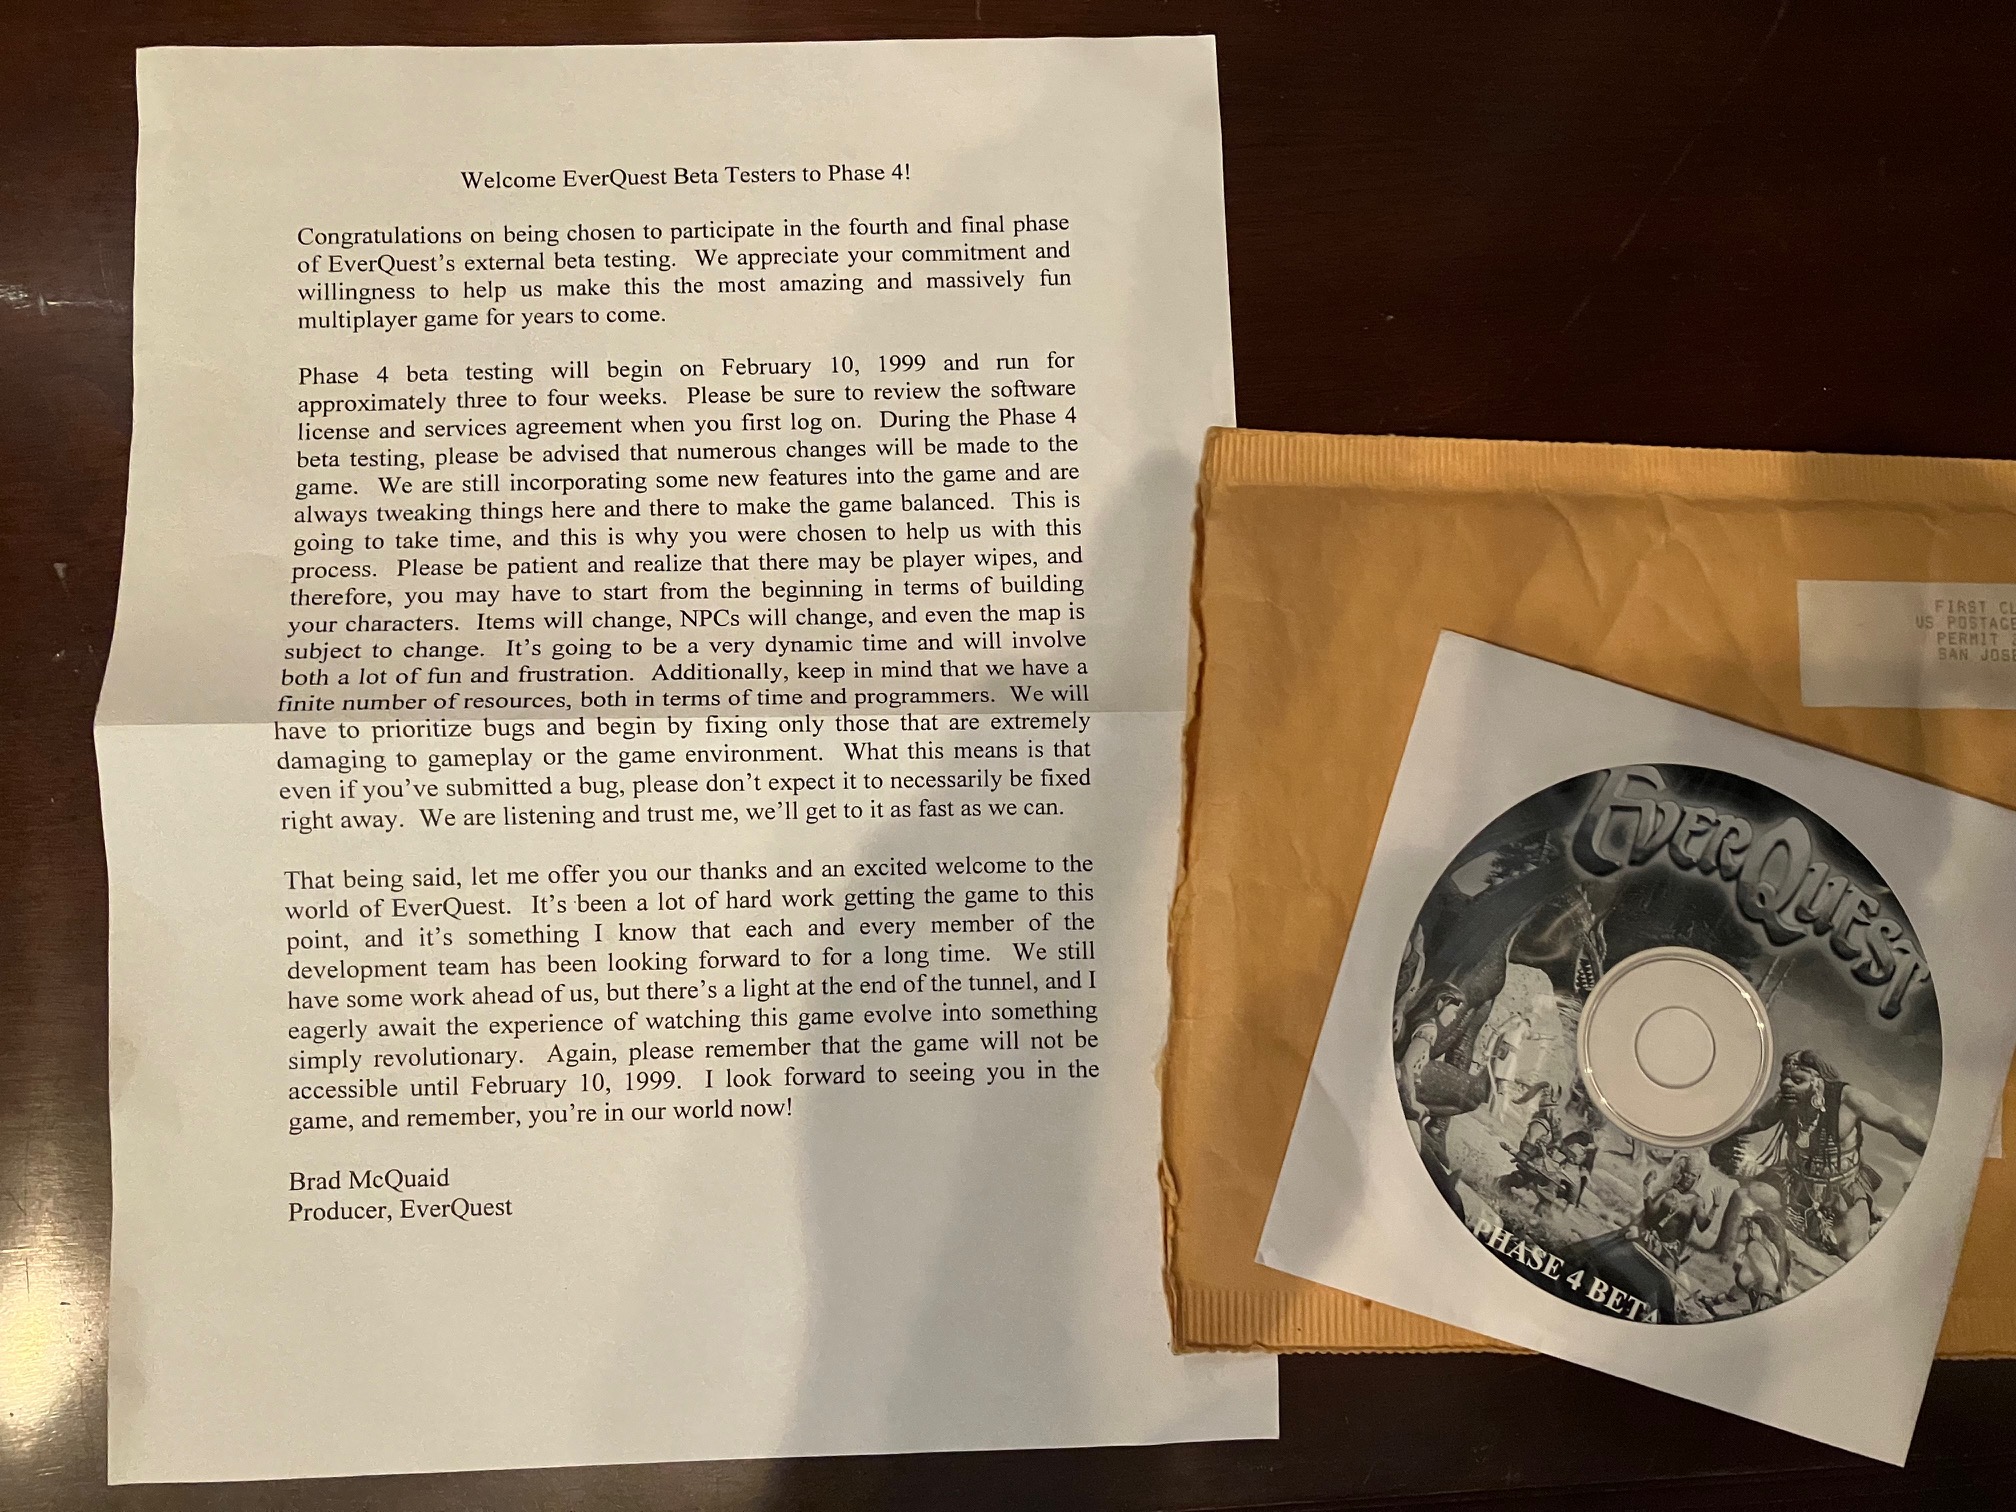 Welcome EverQuest Beta Testers to Phase 4!
Congratulations on being chosen to participate in the fourth and final phase
of EverQuest's external beta testing. We appreciate your commitment and
willingness to help us make this the most amazing and massively fun
multiplayer game for years to come.
Phase 4 beta testing will begin on February 10, 1999 and run for
approximately three to four weeks. Please be sure to review the software
license and services agreement when you first log on. During the Phase 4
beta testing, please be advised that numerous changes will be made to the
game. We are still incorporating some new features into the game and are
always tweaking things here and there to make the game balanced. This is
going to take time, and this is why you were chosen to help us with this
process. Please be patient and realize that there may be player wipes, and
therefore, you may have to start from the beginning in terms of building
your characters. Items will change, NPCs will change, and even the map is
subject to change. It's going to be a very dynamic time and will involve
both a lot of fun and frustration. Additionally, keep in mind that we have a
finite number of resources, both in terms of time and programmers. We will
have to prioritize bugs and begin by fixing only those that are extremely
damaging to gameplay or the game environment. What this means is that
even if you've submitted a bug, please don't expect it to necessarily be fixed
right away. We are listening and trust me, we'll get to it as fast as we can.
That being said, let me offer you our thanks and an excited welcome to the
world of EverQuest. It's been a lot of hard work getting the game to this
point, and it's something I know that each and every member of the
development team has been looking forward to for a long time. We still
have some work ahead of us, but there's a light at the end of the tunnel, and I
eagerly await the experience of watching this game evolve into something
simply revolutionary. Again, please remember that the game will not be
accessible until February 10, 1999. I look forward to seeing you in the
game, and remember, you're in our world now!
Brad McQuaid
Producer, EverQuest
FIRST CL
US POSTAGE
PERMIT
SAN JOSE
EVERQUEST
PHASE 4 BETA